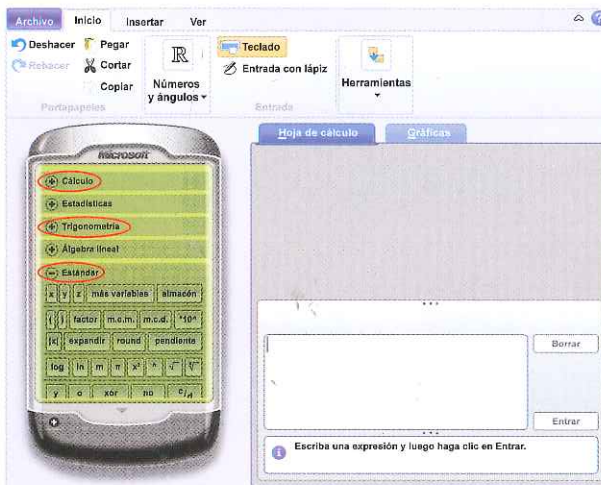 Archivo Inicio Insertar Ver
Deshacer Pegar
Rehacer Cortar
Copiar
Portapapeles
ℝ
Números
y ángulos
Teclado
Entrada con lápiz
Entrada
Herramientas
Hoja de cálculo Gráficas
Microsoft
Cálculo
Estadísticas
Trigonometría
Álgebra lineal
Estándar
x y z más variables almacén
( ) factor m.c.m. m.c.d. *10^
|x| expandir round pendiente
log ln m π x² ^ √
y o xor no
Borrar
Entrar
Escriba una expresión y luego haga clic en Entrar.